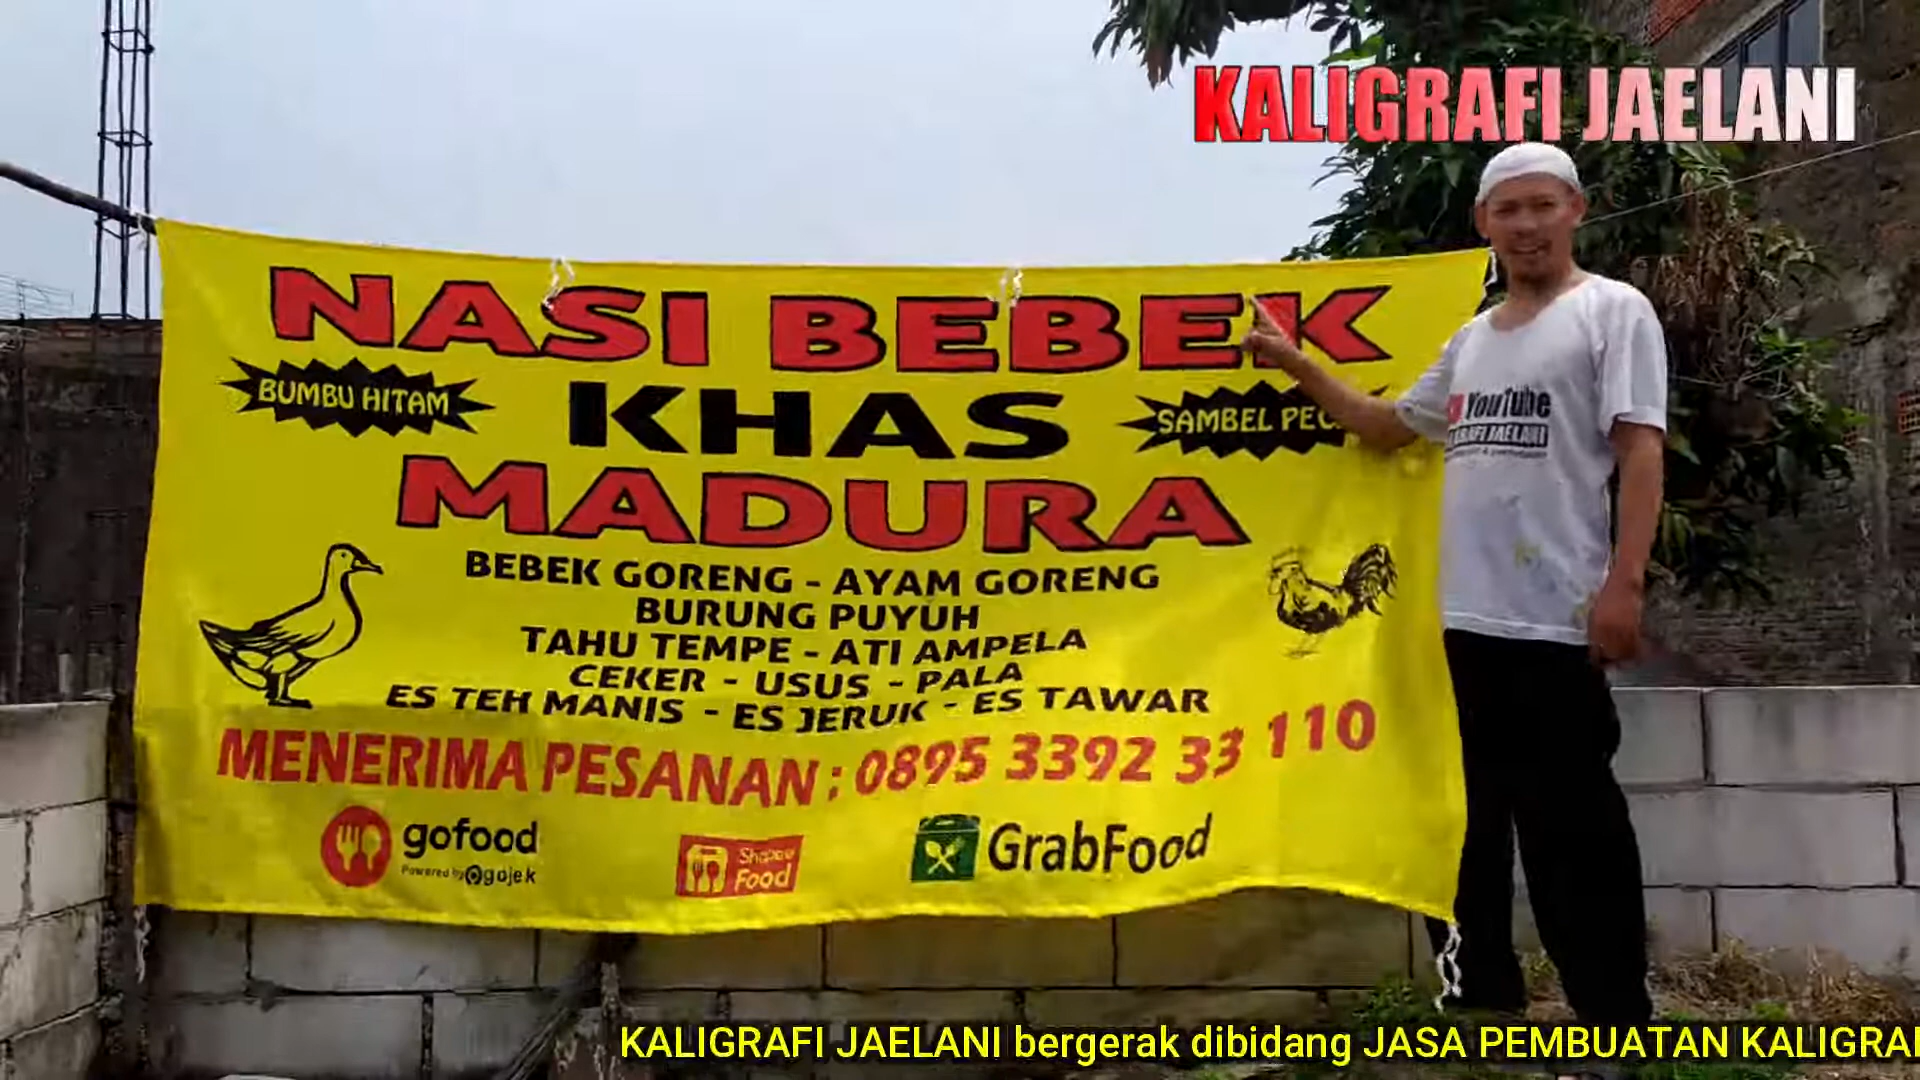 KALIGRAFI JAELANI
NASI BEBEK
BUMBU HITAM
KHAS
SAMBEL
MADURA
BEBEK GORENG - AYAM GORENG
BURUNG PUYUH
TAHU TEMPE - ATI AMPELA
CEKER - USUS - PALA
ES TEH MANIS - ES JERUK - ES TAWAR
MENERIMA PESANAN : 0895 3392 33 110
gofood
Powered by gojek
Shopee
Food
GrabFood
YouTube
JAELANI
KALIGRAFI JAELANI bergerak dibidang JASA PEMBUATAN